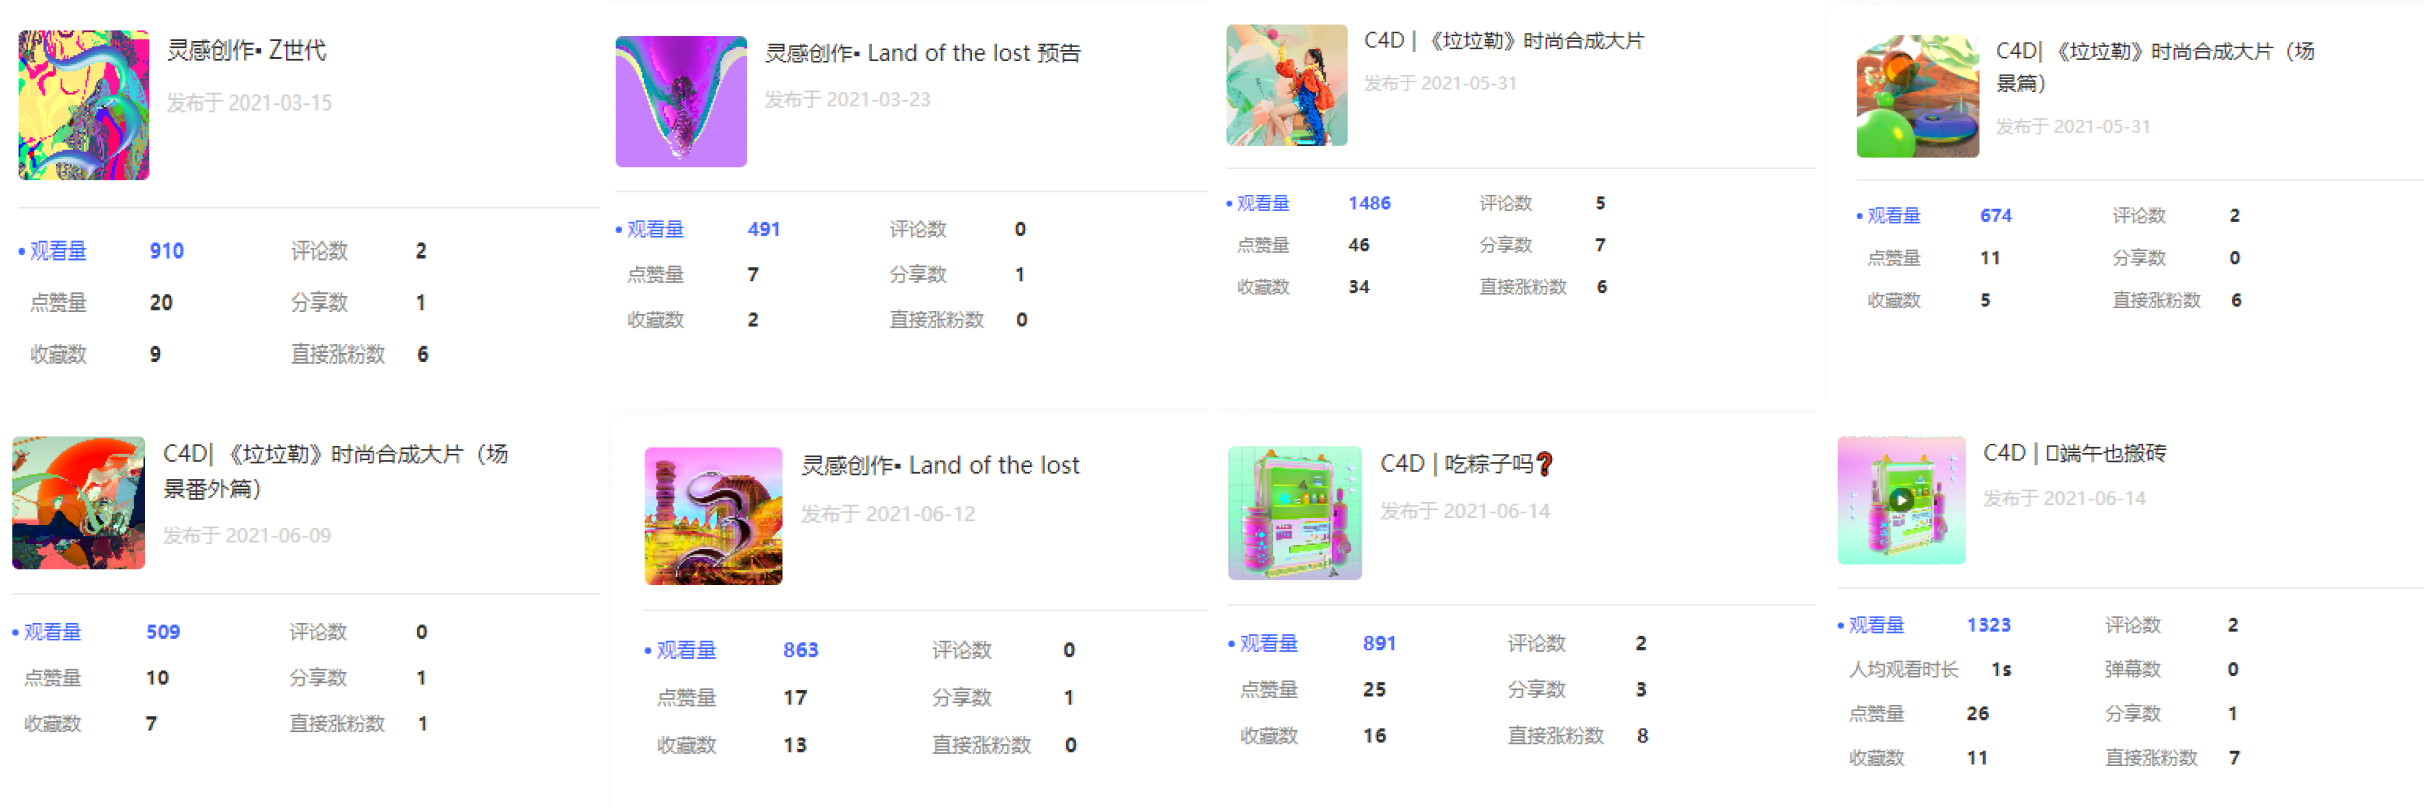 灵感创作▪ Z世代
发布于 2021-03-15
• 观看量 910 评论数 2
点赞量 20 分享数 1
收藏数 9 直接涨粉数 6
灵感创作▪ Land of the lost 预告
发布于 2021-03-23
• 观看量 491 评论数 0
点赞量 7 分享数 1
收藏数 2 直接涨粉数 0
C4D | 《垃垃勒》时尚合成大片
发布于 2021-05-31
• 观看量 1486 评论数 5
点赞量 46 分享数 7
收藏数 34 直接涨粉数 6
C4D| 《垃垃勒》时尚合成大片（场
景篇）
发布于 2021-05-31
• 观看量 674 评论数 2
点赞量 11 分享数 0
收藏数 5 直接涨粉数 6
C4D| 《垃垃勒》时尚合成大片（场
景番外篇）
发布于 2021-06-09
• 观看量 509 评论数 0
点赞量 10 分享数 1
收藏数 7 直接涨粉数 1
灵感创作▪ Land of the lost
发布于 2021-06-12
• 观看量 863 评论数 0
点赞量 17 分享数 1
收藏数 13 直接涨粉数 0
C4D | 吃粽子吗❓
发布于 2021-06-14
• 观看量 891 评论数 2
点赞量 25 分享数 3
收藏数 16 直接涨粉数 8
C4D | 端午也搬砖
发布于 2021-06-14
• 观看量 1323 评论数 2
人均观看时长 1s 弹幕数 0
点赞量 26 分享数 1
收藏数 11 直接涨粉数 7